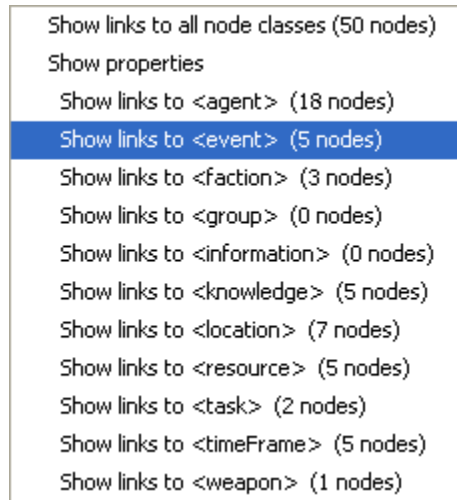 Show links to all node classes (50 nodes)
Show properties
Show links to <agent> (18 nodes)
Show links to <event> (5 nodes)
Show links to <faction> (3 nodes)
Show links to <group> (0 nodes)
Show links to <information> (0 nodes)
Show links to <knowledge> (5 nodes)
Show links to <location> (7 nodes)
Show links to <resource> (5 nodes)
Show links to <task> (2 nodes)
Show links to <timeFrame> (5 nodes)
Show links to <weapon> (1 nodes)